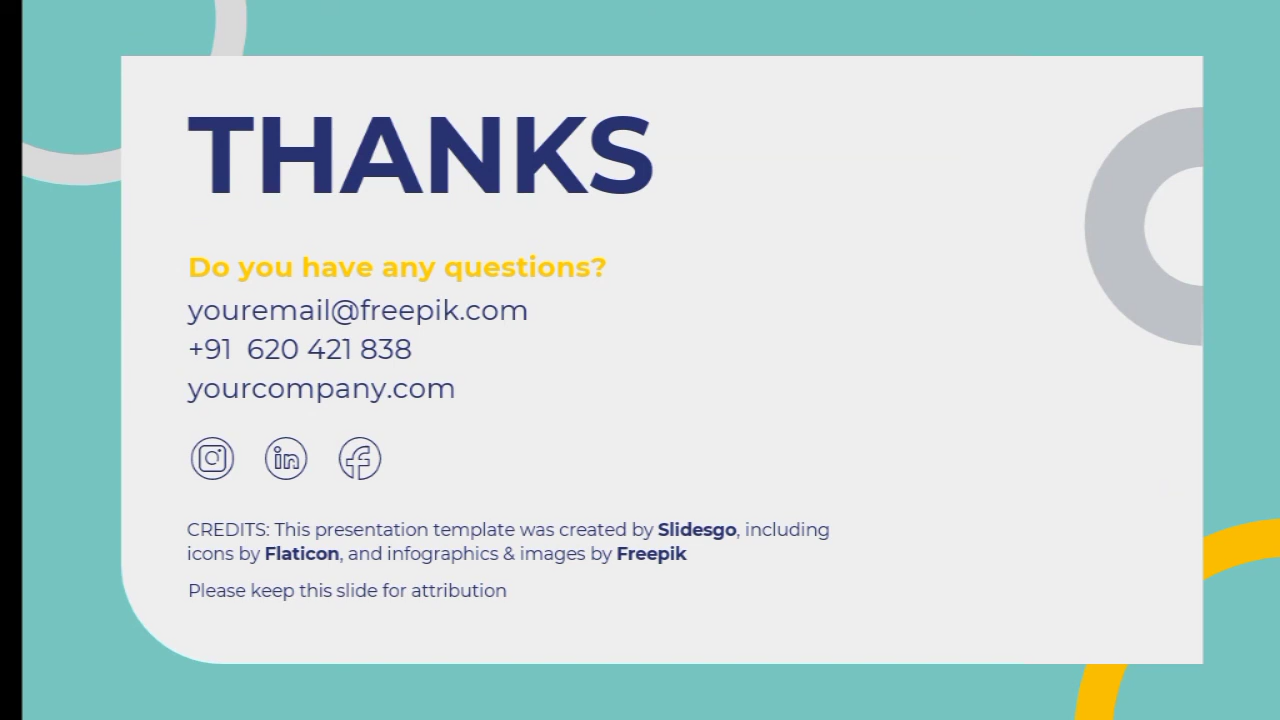 THANKS
Do you have any questions?
youremail@freepik.com
+91  620 421 838
yourcompany.com
in
CREDITS: This presentation template was created by Slidesgo, including
icons by Flaticon, and infographics & images by Freepik
Please keep this slide for attribution